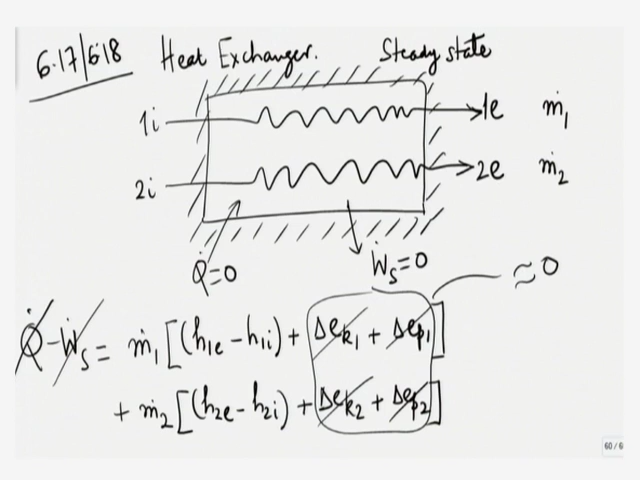 6.17/6.18 Heat Exchanger. Steady state
1i 1e ṁ₁
2i 2e ṁ₂
Q̇=0 Ẇs=0 ≈0
Q̇-Ẇs= ṁ₁[(h1e-h1i)+Δek1+Δep1]
+ṁ₂[(h2e-h2i)+Δek2+Δep2]
60/6